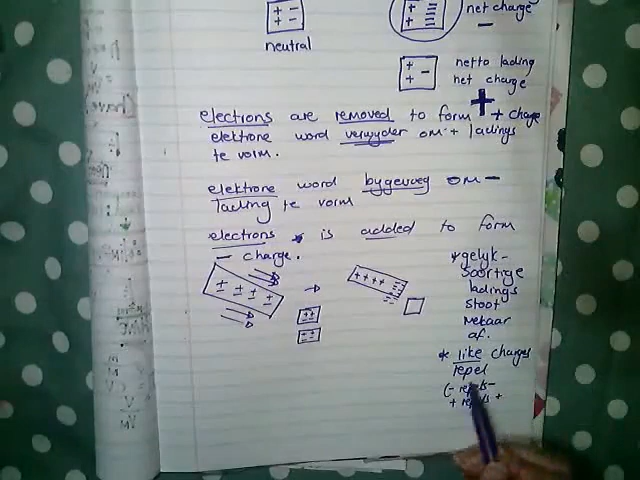 + -
+ -
neutral
net charge
-
+
+ -
netto lading
net charge
elections are removed to form + + charge
elektrone word verwyder om + ladings
te vorm.
elektrone word bygevoeg om -
lading te vorm
electrons is added to form
- charge.
± ± ± ±
→
+ + + +
* gelyk-
soortige
ladings
stoot
mekaar
af.
* like charges
repel
(- repels -
+ repels +